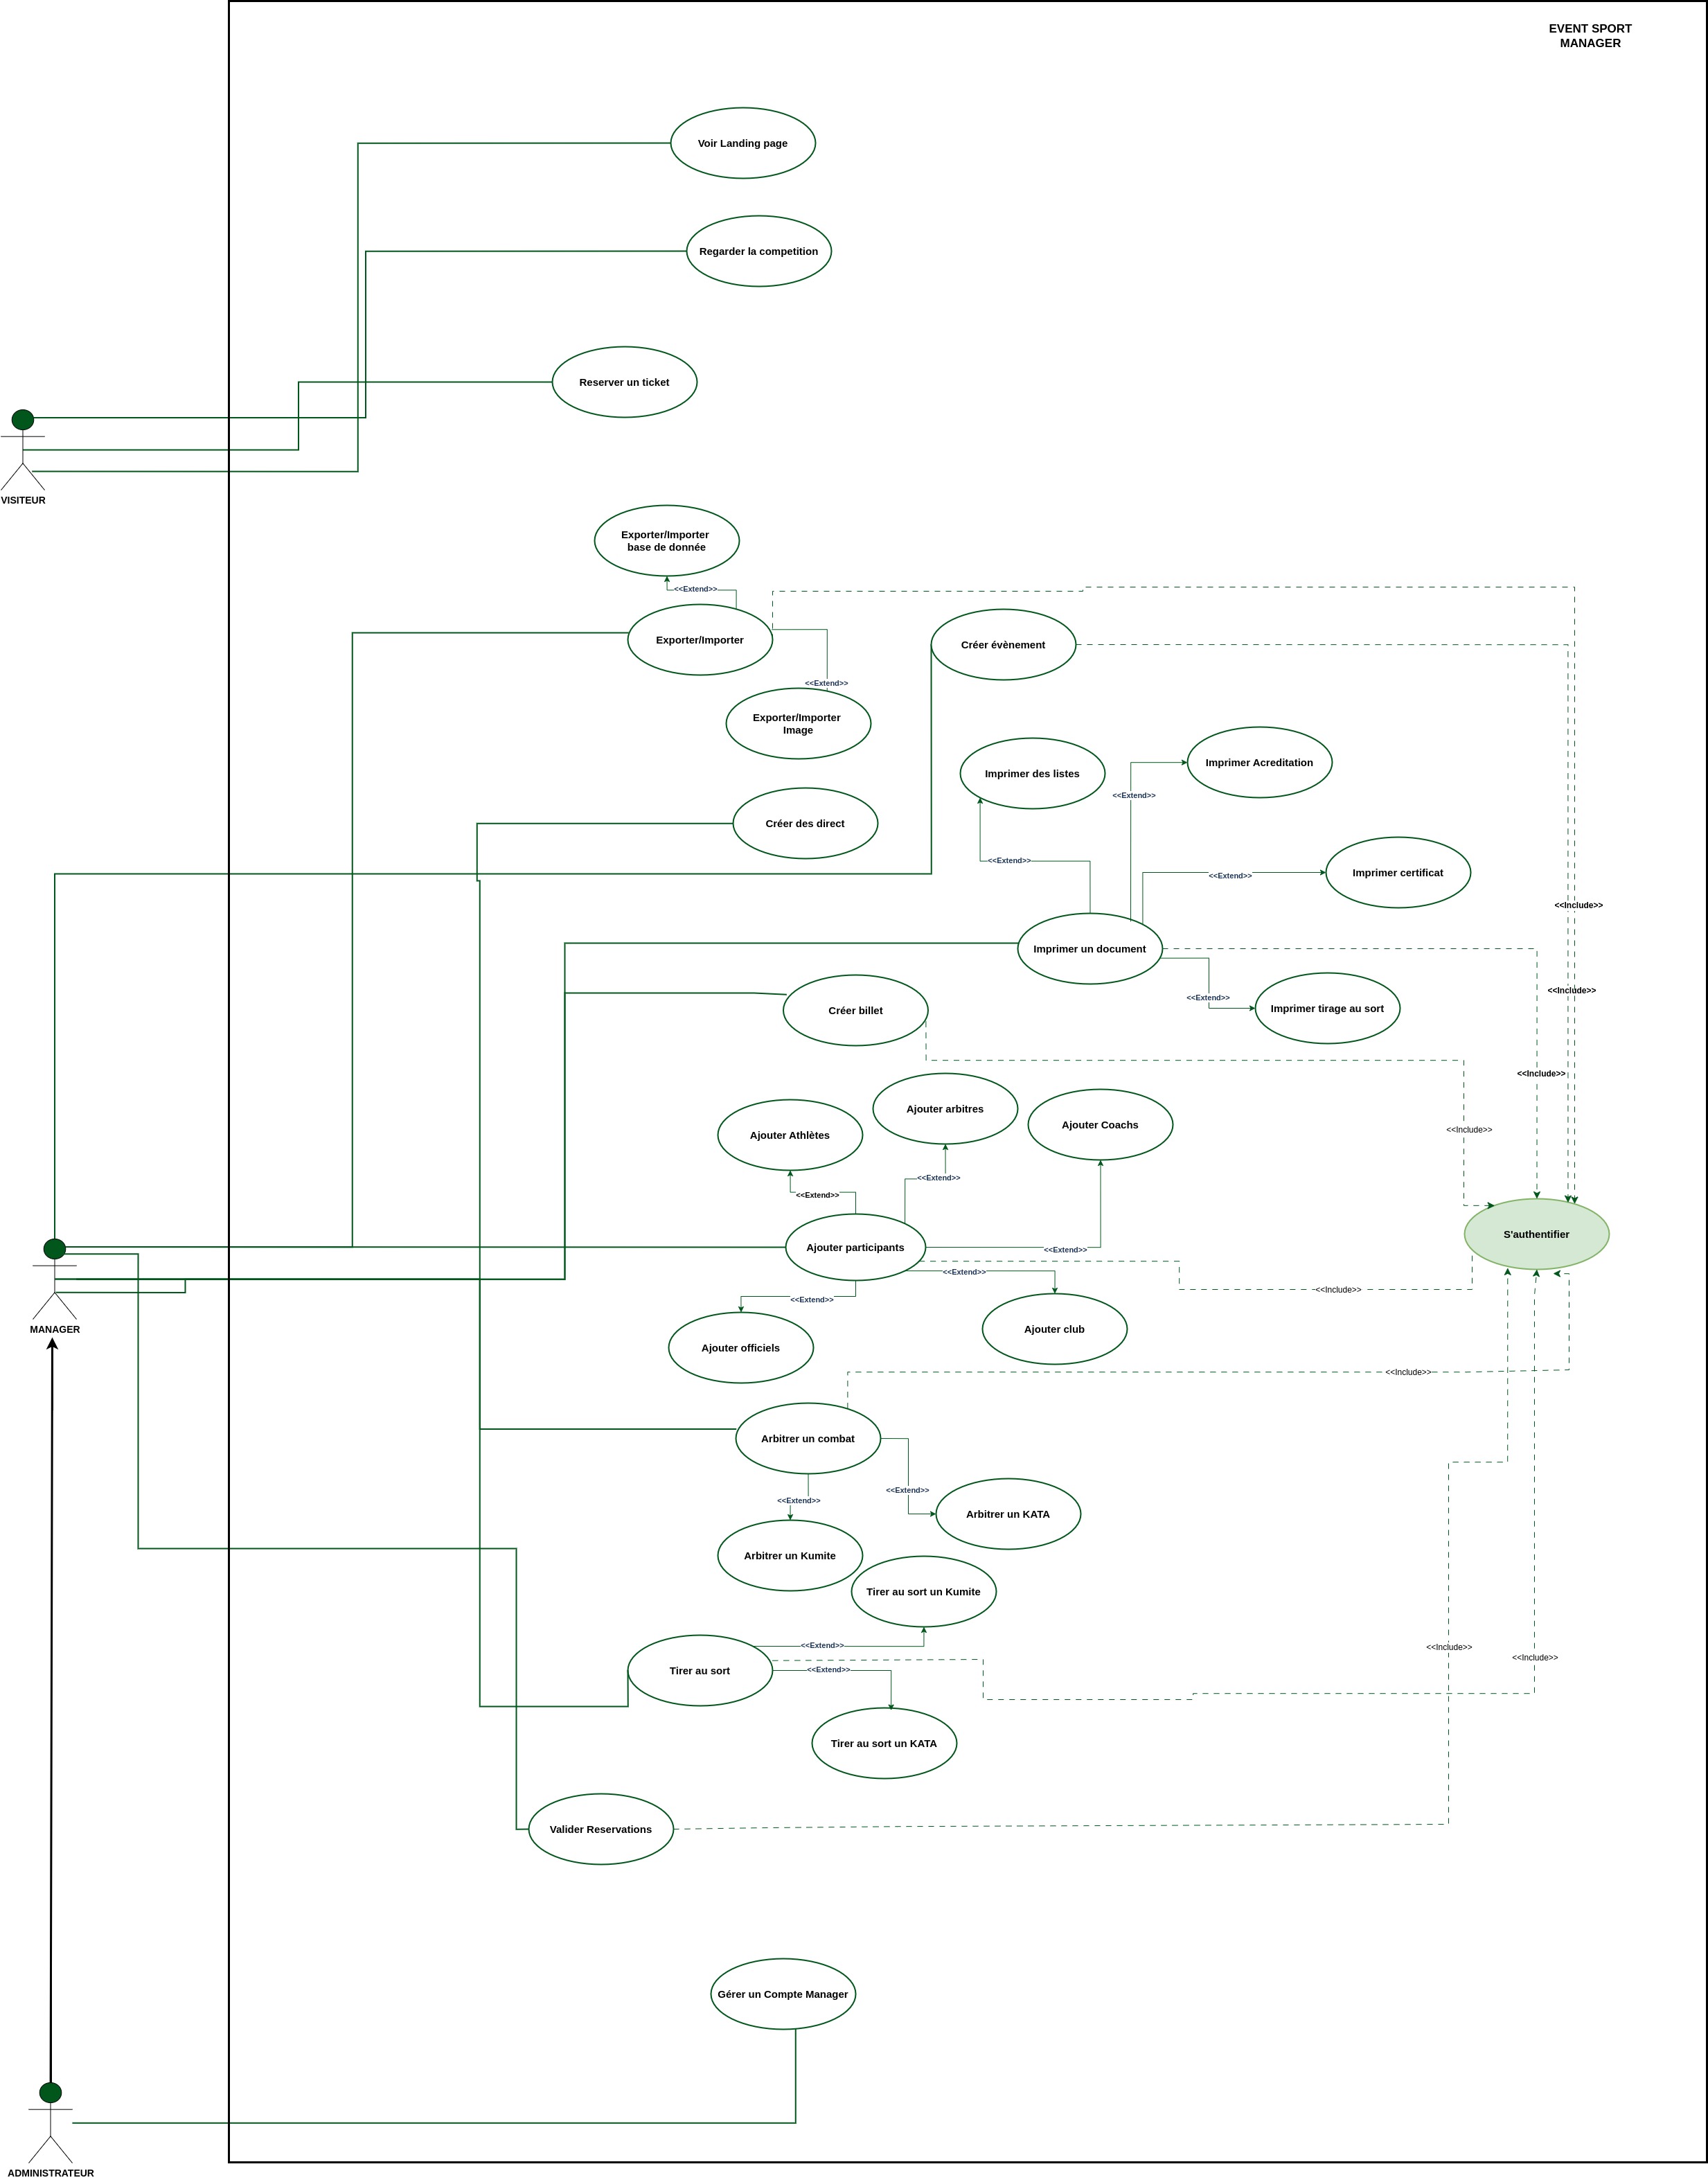 EVENT SPORT
MANAGER
Voir Landing page
Regarder la competition
Reserver un ticket
VISITEUR
Exporter/Importer
base de donnée
<<Extend>>
Exporter/Importer
Créer évènement
<<Extend>>
Exporter/Importer
Image
Imprimer des listes
Imprimer Acreditation
<<Extend>>
Créer des direct
<<Extend>>
<<Extend>>
Imprimer certificat
<<Include>>
Imprimer un document
<<Include>>
<<Extend>>
Créer billet
Imprimer tirage au sort
<<Include>>
Ajouter arbitres
Ajouter Coachs
<<Include>>
Ajouter Athlètes
<<Extend>>
<<Extend>>
S'authentifier
Ajouter participants
<<Extend>>
<<Extend>>
<<Include>>
<<Extend>>
MANAGER
Ajouter club
Ajouter officiels
<<Include>>
Arbitrer un combat
<<Extend>>
<<Extend>>
Arbitrer un KATA
Arbitrer un Kumite
Tirer au sort un Kumite
<<Extend>>
<<Include>>
<<Include>>
Tirer au sort
<<Extend>>
Tirer au sort un KATA
Valider Reservations
Gérer un Compte Manager
ADMINISTRATEUR